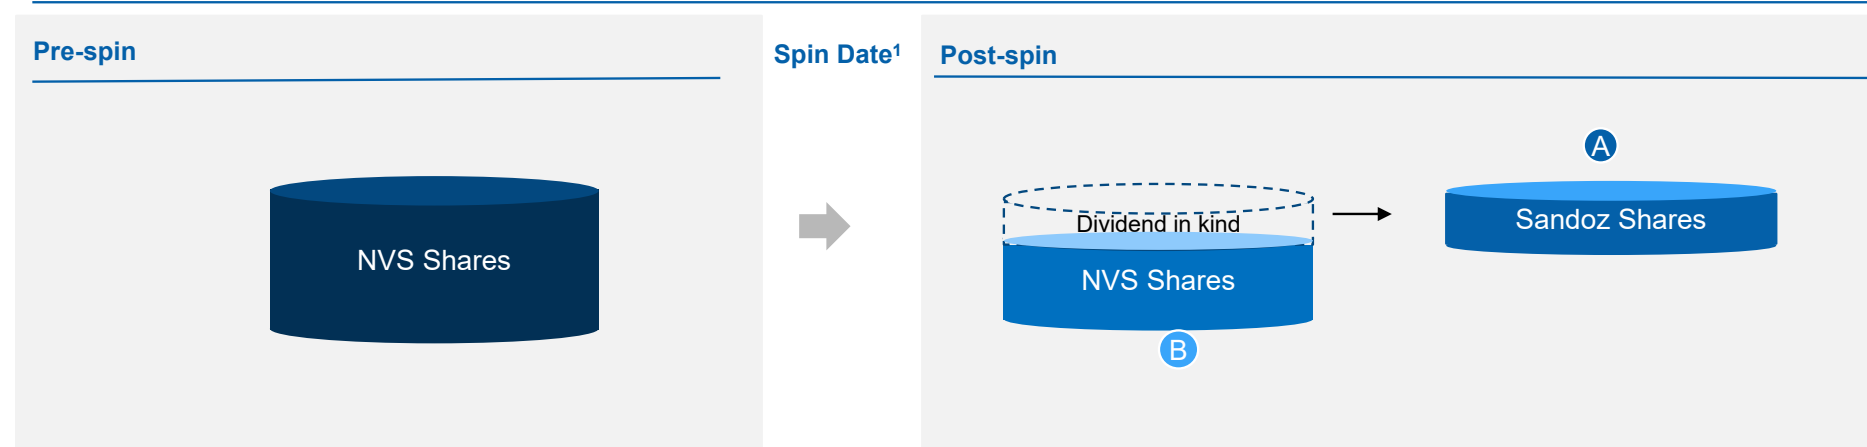 Pre-spin
Spin Date¹
Post-spin
NVS Shares
Dividend in kind
NVS Shares
B
A
Sandoz Shares